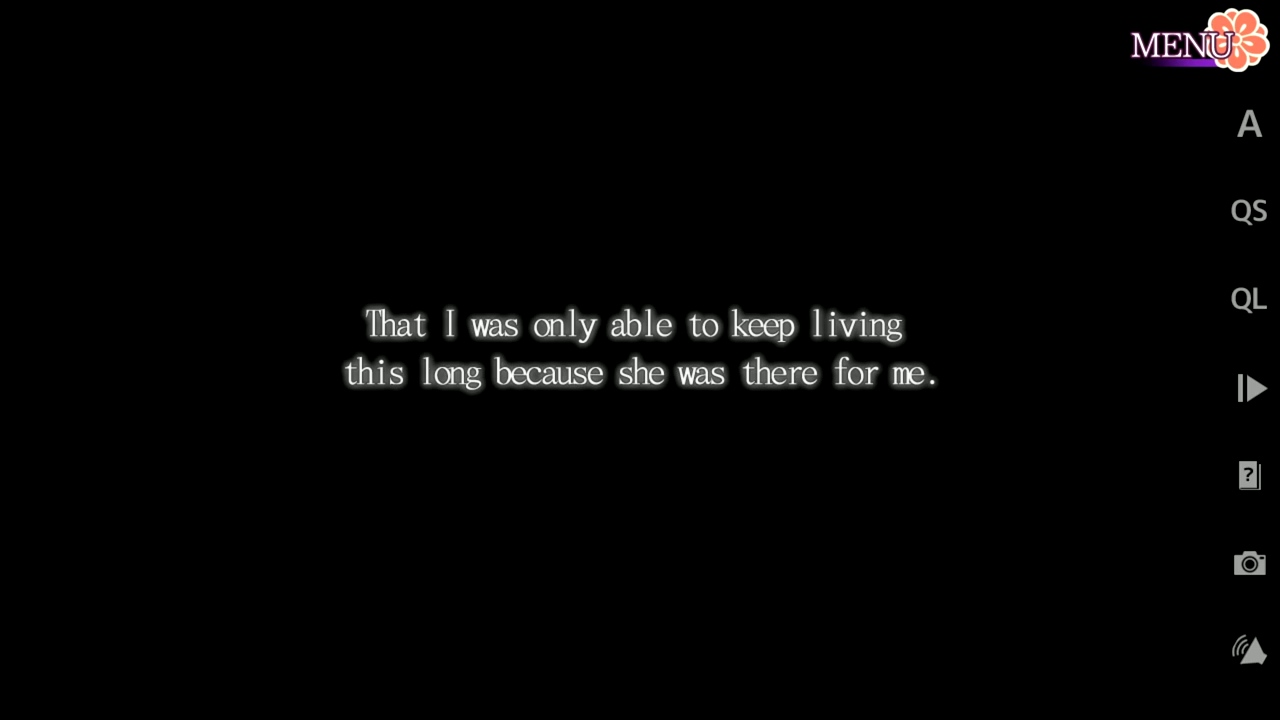 MENU
A
QS
QL
?
That I was only able to keep living
this long because she was there for me.